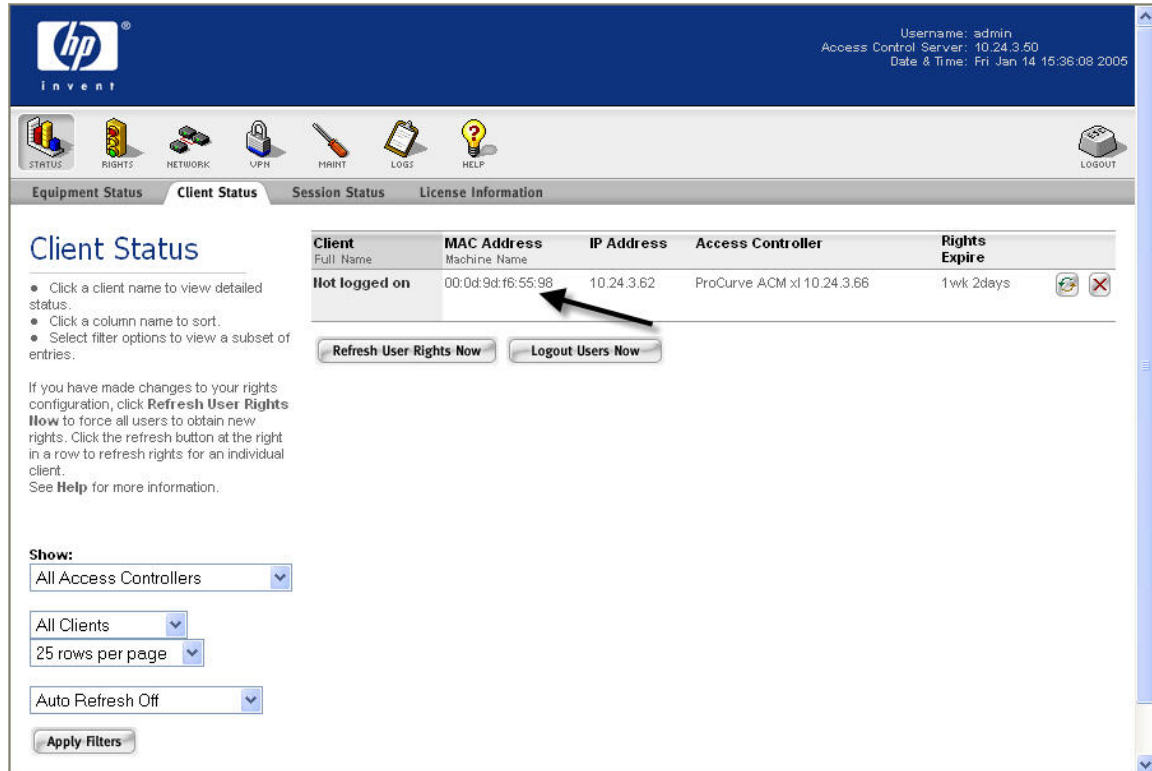 hp
®
invent
Username: admin
Access Control Server: 10.24.3.50
Date & Time: Fri Jan 14 15:36:08 2005
STATUS RIGHTS NETWORK VPN MAINT LOGS HELP LOGOUT
Equipment Status Client Status Session Status License Information
Client Status
• Click a client name to view detailed
status.
• Click a column name to sort.
• Select filter options to view a subset of
entries.
If you have made changes to your rights
configuration, click Refresh User Rights
Now to force all users to obtain new
rights. Click the refresh button at the right
in a row to refresh rights for an individual
client.
See Help for more information.
Show:
All Access Controllers
All Clients
25 rows per page
Auto Refresh Off
Apply Filters
Client MAC Address IP Address Access Controller Rights
Full Name Machine Name Expire
Not logged on 00:0d:9d:f6:55:98 10.24.3.62 ProCurve ACM xl 10.24.3.66 1wk 2days
Refresh User Rights Now Logout Users Now